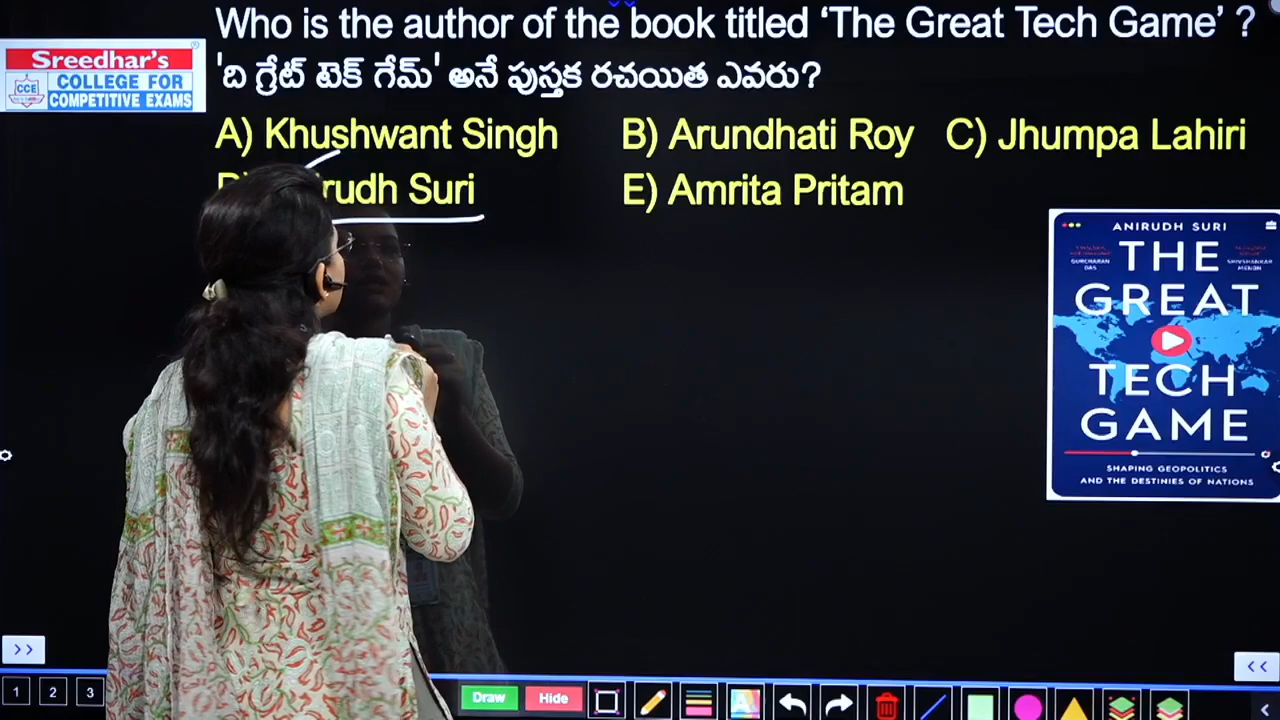 Who is the author of the book titled ‘The Great Tech Game’ ?
'ది గ్రేట్ టెక్ గేమ్' అనే పుస్తక రచయిత ఎవరు?
Sreedhar's
CCE
COLLEGE FOR
COMPETITIVE EXAMS
A) Khushwant Singh B) Arundhati Roy C) Jhumpa Lahiri
rudh Suri E) Amrita Pritam
ANIRUDH SURI
GURCHARAN
DAS
SHIVSHANKAR
MENON
THE
GREAT
TECH
GAME
SHAPING GEOPOLITICS
AND THE DESTINIES OF NATIONS
1 2 3
Draw Hide